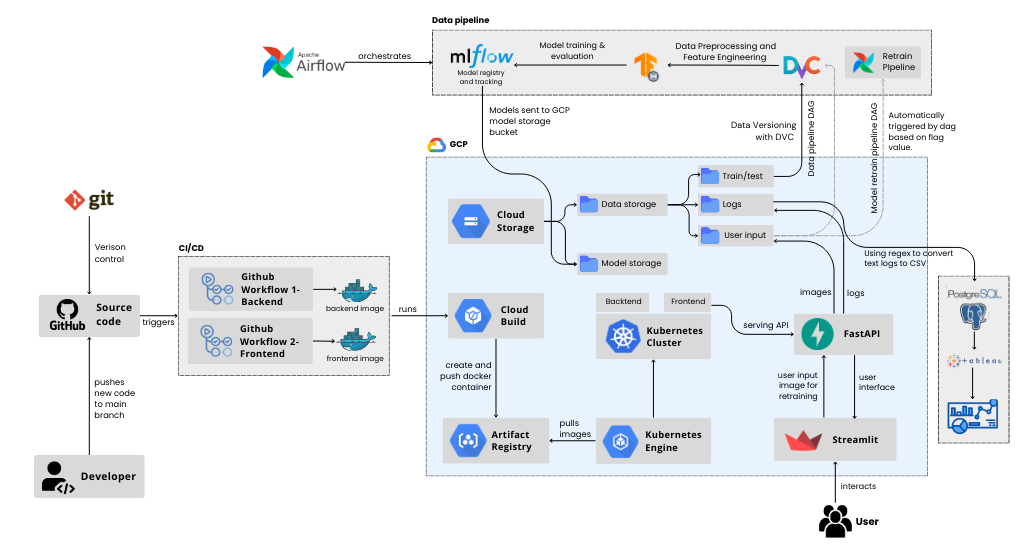 Data pipeline
Apache
Airflow
orchestrates
mlflow
Model registry
and tracking
Model training &
evaluation
Data Preprocessing and
Feature Engineering
DVC
Retrain
Pipeline
Models sent to GCP
model storage
bucket
Data Versioning
with DVC
Data pipeline DAG
Model retrain pipeline DAG
Automatically
triggered by dag
based on flag
value.
GCP
Cloud
Storage
Data storage
Model storage
Train/test
Logs
User input
Using regex to convert
text logs to CSV
images
logs
git
Verison
control
GitHub
Source
code
triggers
pushes
new code
to main
branch
Developer
CI/CD
Github
Workflow 1-
Backend
backend image
Github
Workflow 2-
Frontend
frontend image
runs
Cloud
Build
create and
push docker
container
Artifact
Registry
pulls
images
Kubernetes
Engine
Backend
Frontend
Kubernetes
Cluster
serving API
FastAPI
user input
image for
retraining
user
interface
Streamlit
interacts
User
PostgreSQL
+ableau